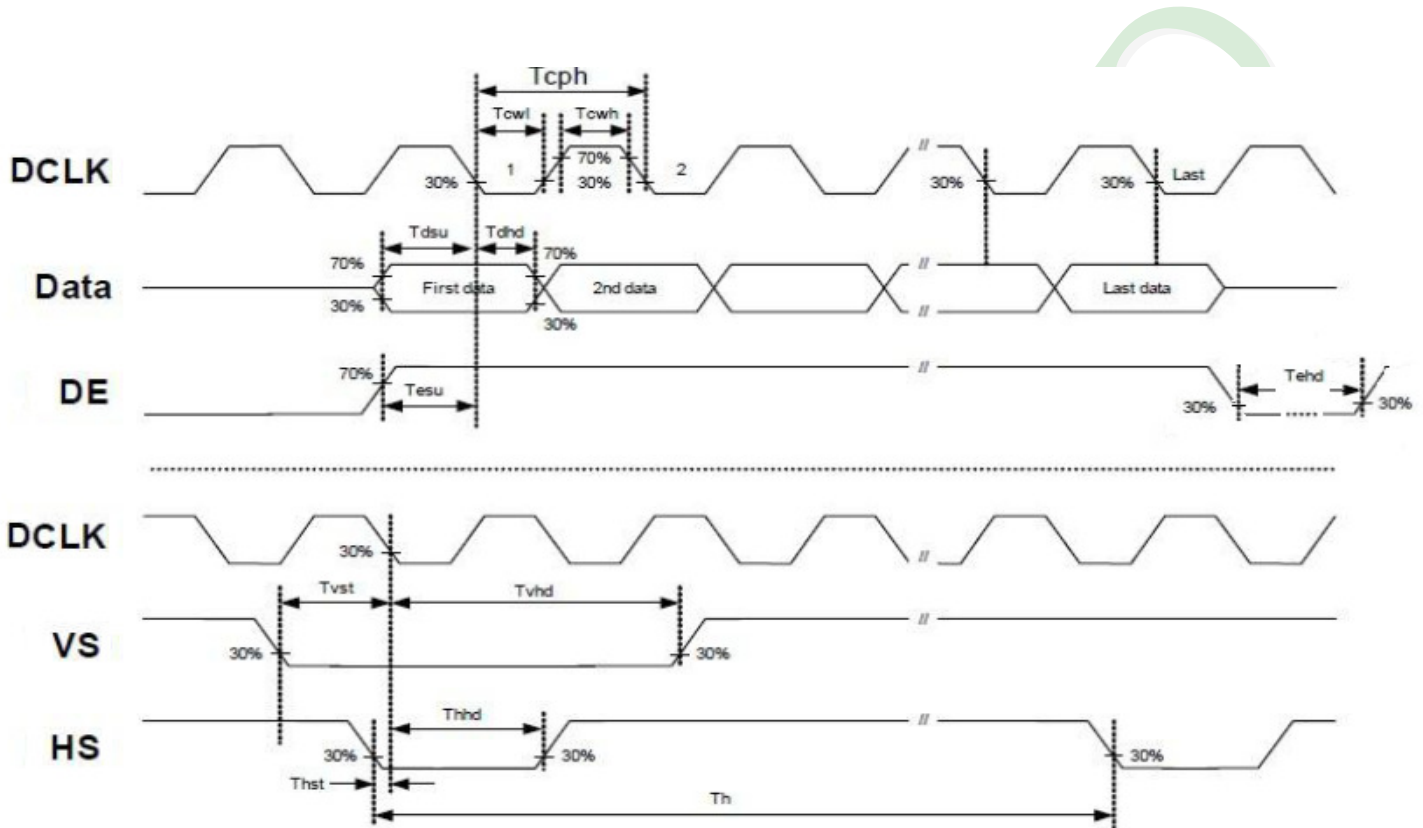 Tcph
Tcwl Tcwh
DCLK 30% 1 70% 30% 2 // 30% 30% Last
Tdsu Tdhd
70% 70%
Data First data 2nd data // // Last data
30% 30%
70% Tesu // Tehd
DE 30% 30%
DCLK 30% //
Tvst Tvhd
VS 30% 30% //
Thhd //
HS 30% 30% 30%
Thst
Th